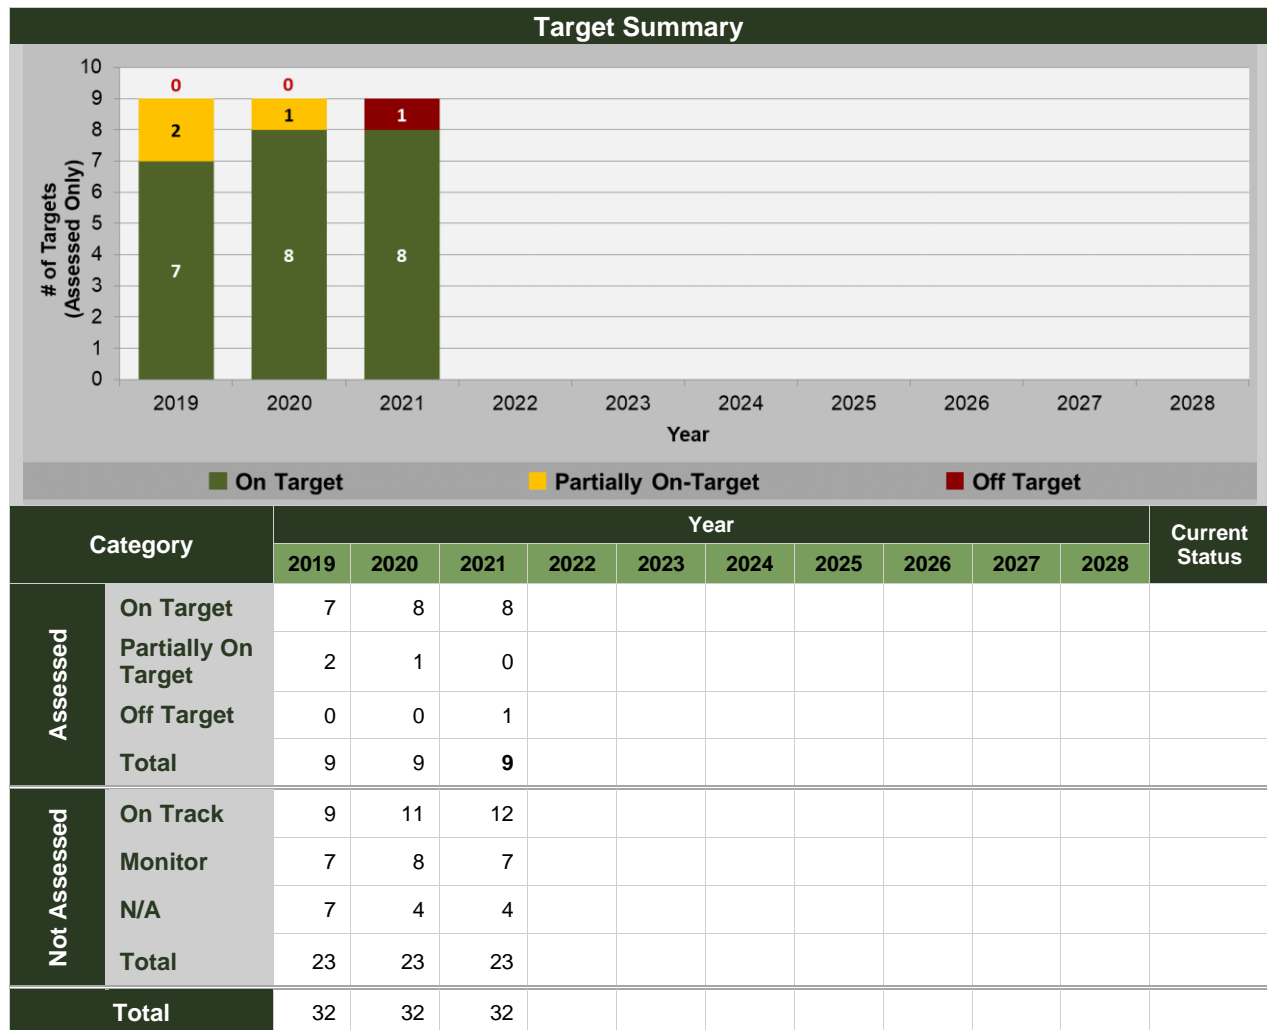 Target Summary
10
9
8
7
6
5
4
3
2
1
0
# of Targets
(Assessed Only)
0
2
7
0
1
8
1
8
2019 2020 2021 2022 2023 2024 2025 2026 2027 2028
Year
On Target Partially On-Target Off Target
Category Year Current Status
2019 2020 2021 2022 2023 2024 2025 2026 2027 2028
Assessed
On Target 7 8 8
Partially On Target 2 1 0
Off Target 0 0 1
Total 9 9 9
Not Assessed
On Track 9 11 12
Monitor 7 8 7
N/A 7 4 4
Total 23 23 23
Total 32 32 32